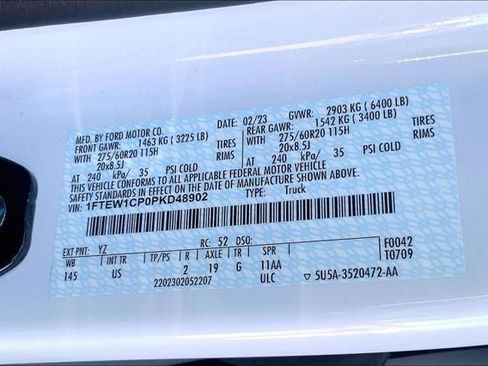 MFD. BY FORD MOTOR CO. 02/23 GVWR: 2903 KG (6400 LB)
FRONT GAWR: 1463 KG (3225 LB) REAR GAWR: 1542 KG (3400 LB)
WITH 275/60R20 115H TIRES WITH 275/60R20 115H TIRES
20x8.5J RIMS 20x8.5J RIMS
AT 240 kPa/ 35 PSI COLD AT 240 kPa/ 35 PSI COLD
THIS VEHICLE CONFORMS TO ALL APPLICABLE FEDERAL MOTOR VEHICLE
SAFETY STANDARDS IN EFFECT ON THE DATE OF MANUFACTURE SHOWN ABOVE.
VIN: 1FTEW1CP0PKD48902 TYPE: Truck
EXT PNT: YZ RC: 52 DSO: F0042
WB INT TR TP/PS R AXLE TR SPR T0709
145 US 2 19 G 11AA
2202302052207 ULC ▽ 5U5A-3520472-AA